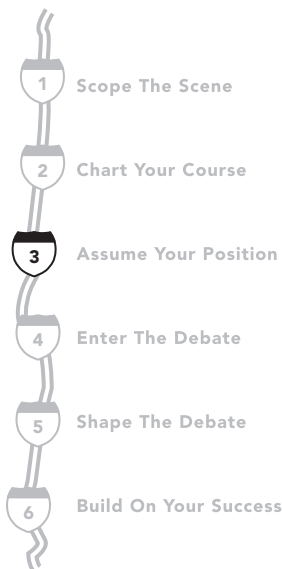 1 Scope The Scene
2 Chart Your Course
3 Assume Your Position
4 Enter The Debate
5 Shape The Debate
6 Build On Your Success